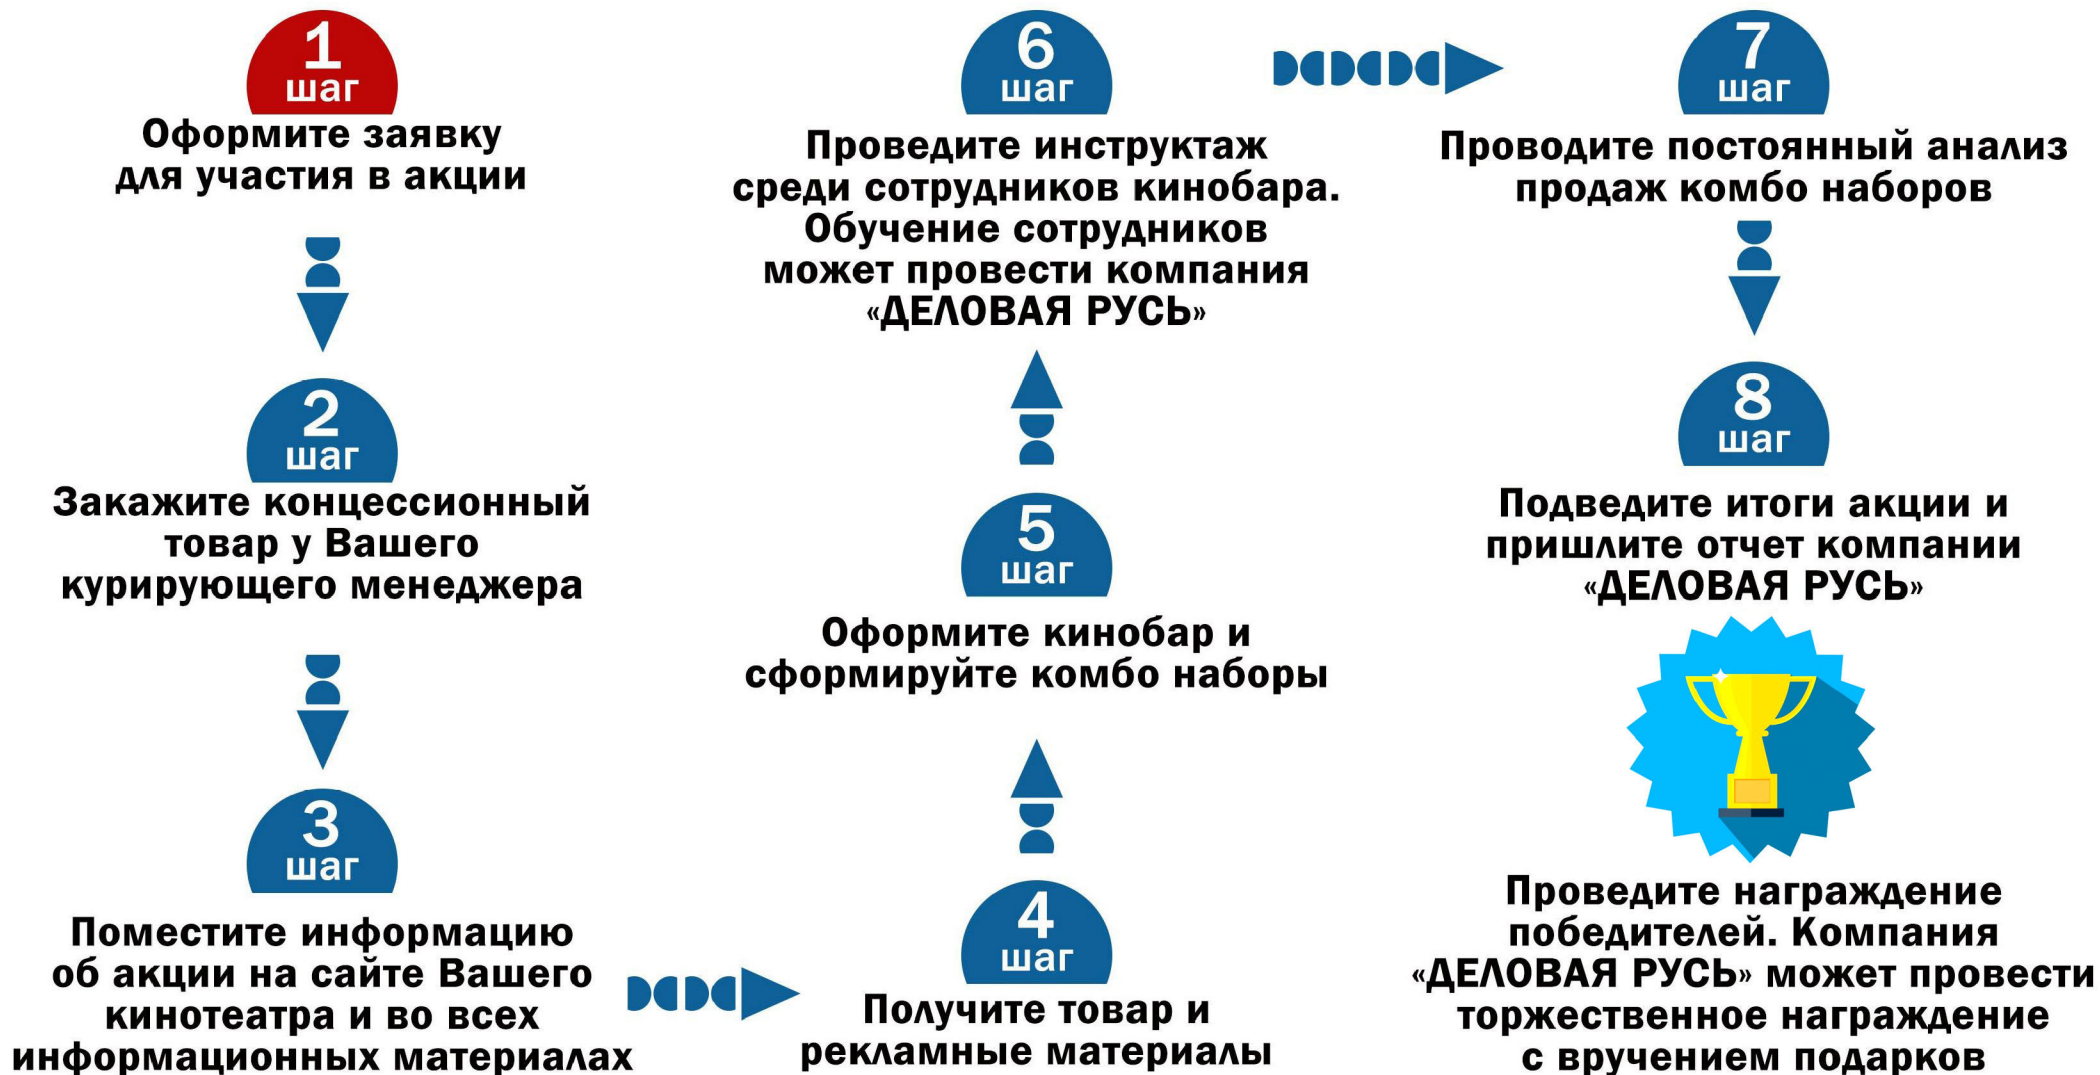 1
шаг
Оформите заявку
для участия в акции
2
шаг
Закажите концессионный
товар у Вашего
курирующего менеджера
3
шаг
Поместите информацию
об акции на сайте Вашего
кинотеатра и во всех
информационных материалах
4
шаг
Получите товар и
рекламные материалы
5
шаг
Оформите кинобар и
сформируйте комбо наборы
6
шаг
Проведите инструктаж
среди сотрудников кинобара.
Обучение сотрудников
может провести компания
«ДЕЛОВАЯ РУСЬ»
7
шаг
Проводите постоянный анализ
продаж комбо наборов
8
шаг
Подведите итоги акции и
пришлите отчет компании
«ДЕЛОВАЯ РУСЬ»
Проведите награждение
победителей. Компания
«ДЕЛОВАЯ РУСЬ» может провести
торжественное награждение
с вручением подарков